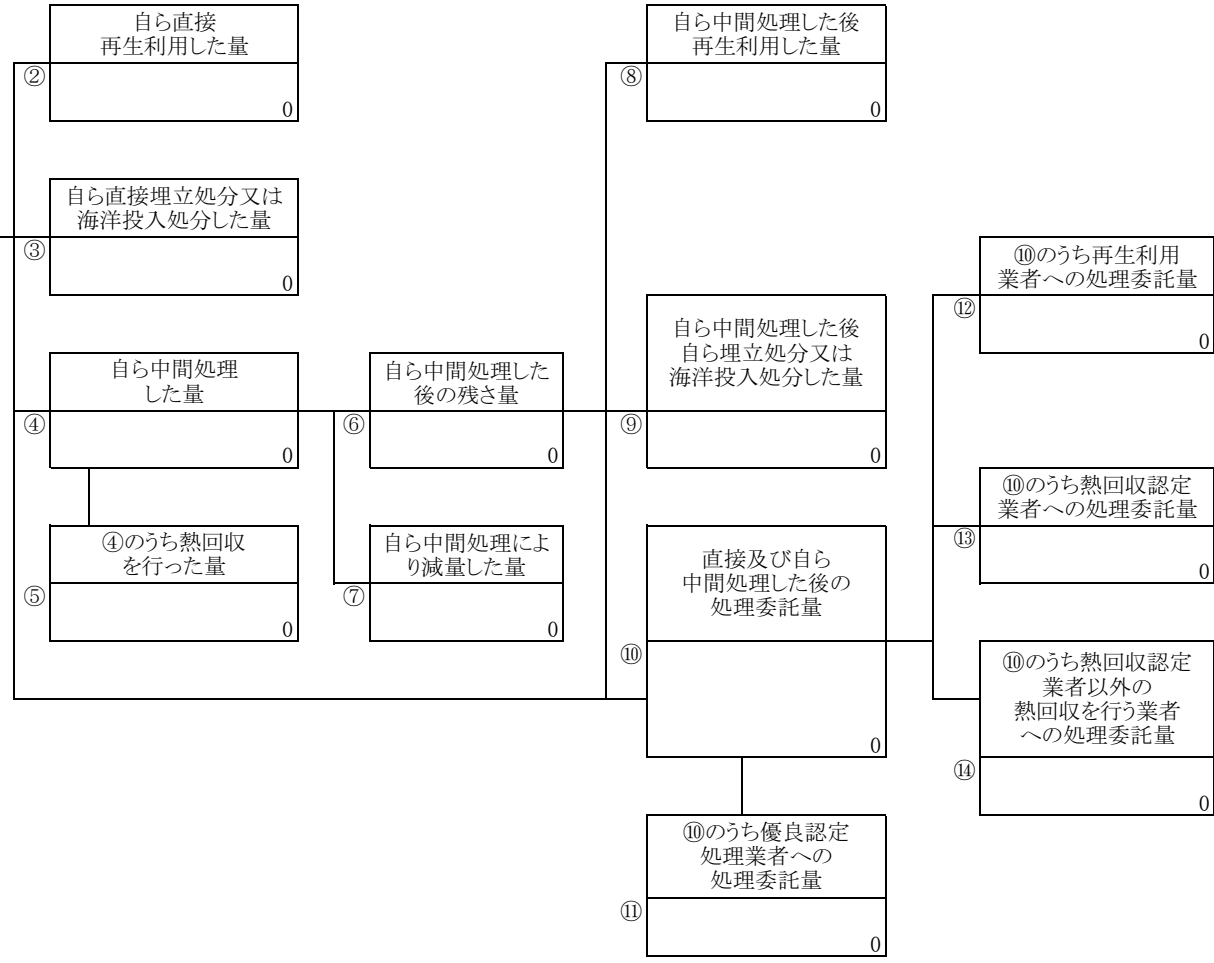 自ら直接
再生利用した量
②
0
自ら直接埋立処分又は
海洋投入処分した量
③
0
自ら中間処理
した量
④
0
④のうち熱回収
を行った量
⑤
0
自ら中間処理した
後の残さ量
⑥
0
自ら中間処理によ
り減量した量
⑦
0
自ら中間処理した後
再生利用した量
⑧
0
自ら中間処理した後
自ら埋立処分又は
海洋投入処分した量
⑨
0
直接及び自ら
中間処理した後の
処理委託量
⑩
0
⑩のうち優良認定
処理業者への
処理委託量
⑪
0
⑩のうち再生利用
業者への処理委託量
⑫
0
⑩のうち熱回収認定
業者への処理委託量
⑬
0
⑩のうち熱回収認定
業者以外の
熱回収を行う業者
への処理委託量
⑭
0